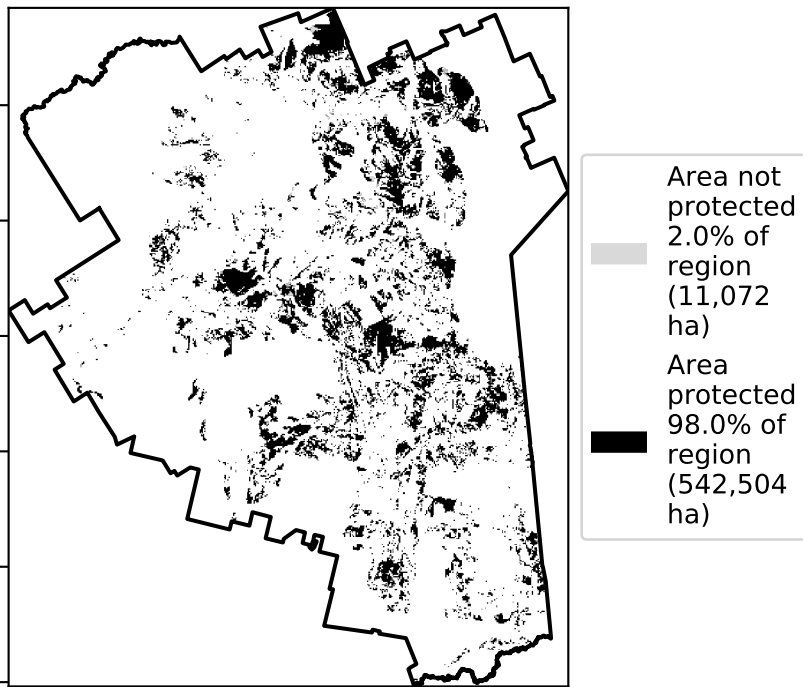 Area not
protected
2.0% of
region
(11,072
ha)
Area
protected
98.0% of
region
(542,504
ha)